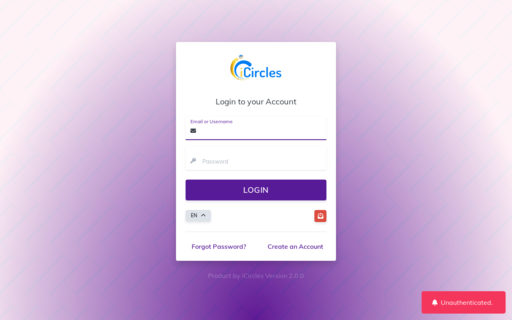 iCircles
Login to your Account
Email or Username
Password
LOGIN
EN
Forgot Password?
Create an Account
Product by iCircles Version 2.0.0
Unauthenticated.